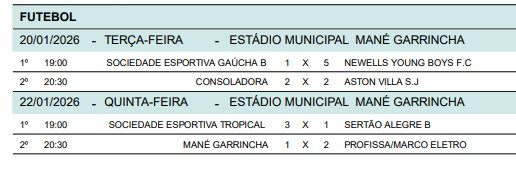 FUTEBOL
20/01/2026 - TERÇA-FEIRA - ESTÁDIO MUNICIPAL MANÉ GARRINCHA
1º 19:00 SOCIEDADE ESPORTIVA GAÚCHA B 1 X 5 NEWELLS YOUNG BOYS F.C
2º 20:30 CONSOLADORA 2 X 2 ASTON VILLA S.J
22/01/2026 - QUINTA-FEIRA - ESTÁDIO MUNICIPAL MANÉ GARRINCHA
1º 19:00 SOCIEDADE ESPORTIVA TROPICAL 3 X 1 SERTÃO ALEGRE B
2º 20:30 MANÉ GARRINCHA 1 X 2 PROFISSA/MARCO ELETRO